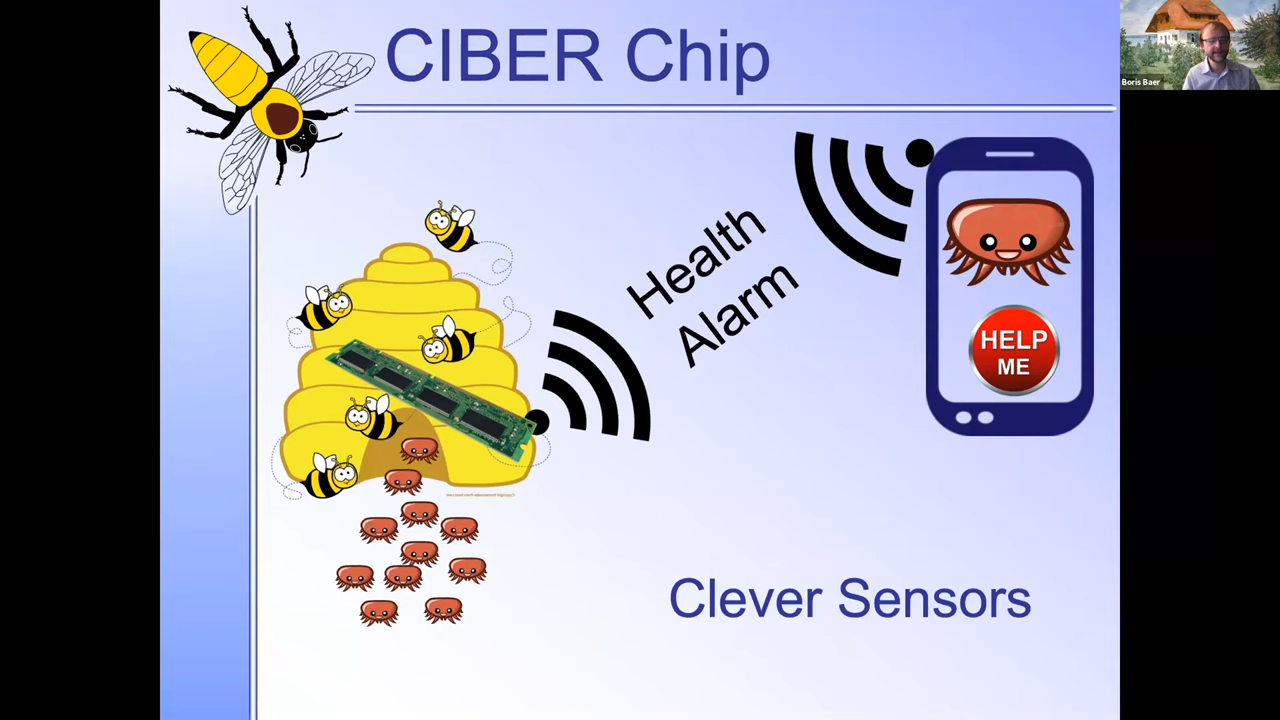 CIBER Chip
Boris Baer
Health
Alarm
HELP
ME
Clever Sensors